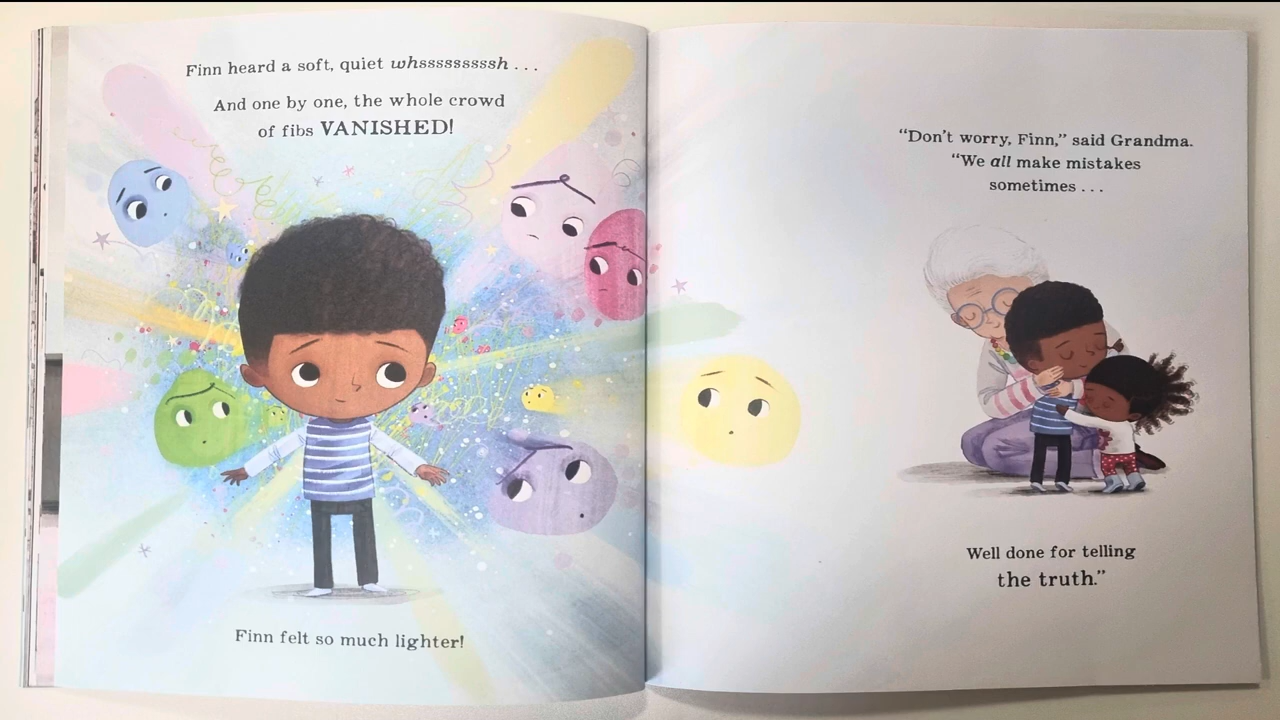 Finn heard a soft, quiet whsssssssssh . . .
And one by one, the whole crowd
of fibs VANISHED!
Finn felt so much lighter!
“Don’t worry, Finn,” said Grandma.
“We all make mistakes
sometimes . . .
Well done for telling
the truth.”